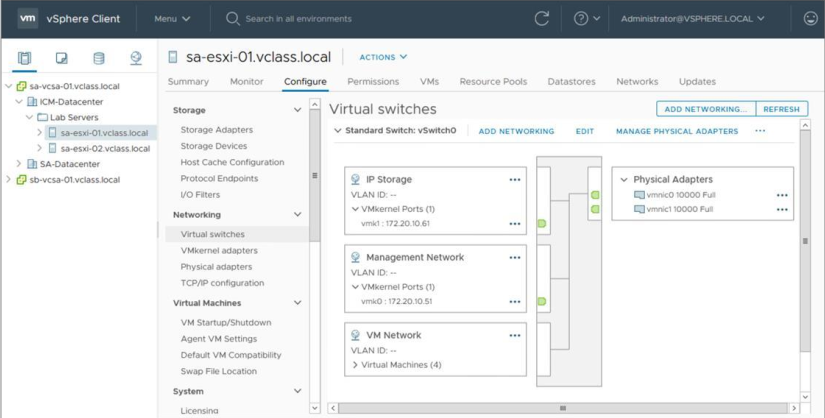 vm vSphere Client Menu Search in all environments Administrator@VSPHERE.LOCAL
sa-vcsa-01.vclass.local
ICM-Datacenter
Lab Servers
sa-esxi-01.vclass.local
sa-esxi-02.vclass.local
SA-Datacenter
sb-vcsa-01.vclass.local
sa-esxi-01.vclass.local ACTIONS
Summary Monitor Configure Permissions VMs Resource Pools Datastores Networks Updates
Storage
Storage Adapters
Storage Devices
Host Cache Configuration
Protocol Endpoints
I/O Filters
Networking
Virtual switches
VMkernel adapters
Physical adapters
TCP/IP configuration
Virtual Machines
VM Startup/Shutdown
Agent VM Settings
Default VM Compatibility
Swap File Location
System
Licensing
Virtual switches ADD NETWORKING... REFRESH
Standard Switch: vSwitch0 ADD NETWORKING EDIT MANAGE PHYSICAL ADAPTERS ...
IP Storage ...
VLAN ID: --
VMkernel Ports (1)
vmk1 : 172.20.10.61 ...
Management Network ...
VLAN ID: --
VMkernel Ports (1)
vmk0 : 172.20.10.51 ...
VM Network ...
VLAN ID: --
Virtual Machines (4)
Physical Adapters
vmnic0 10000 Full ...
vmnic1 10000 Full ...